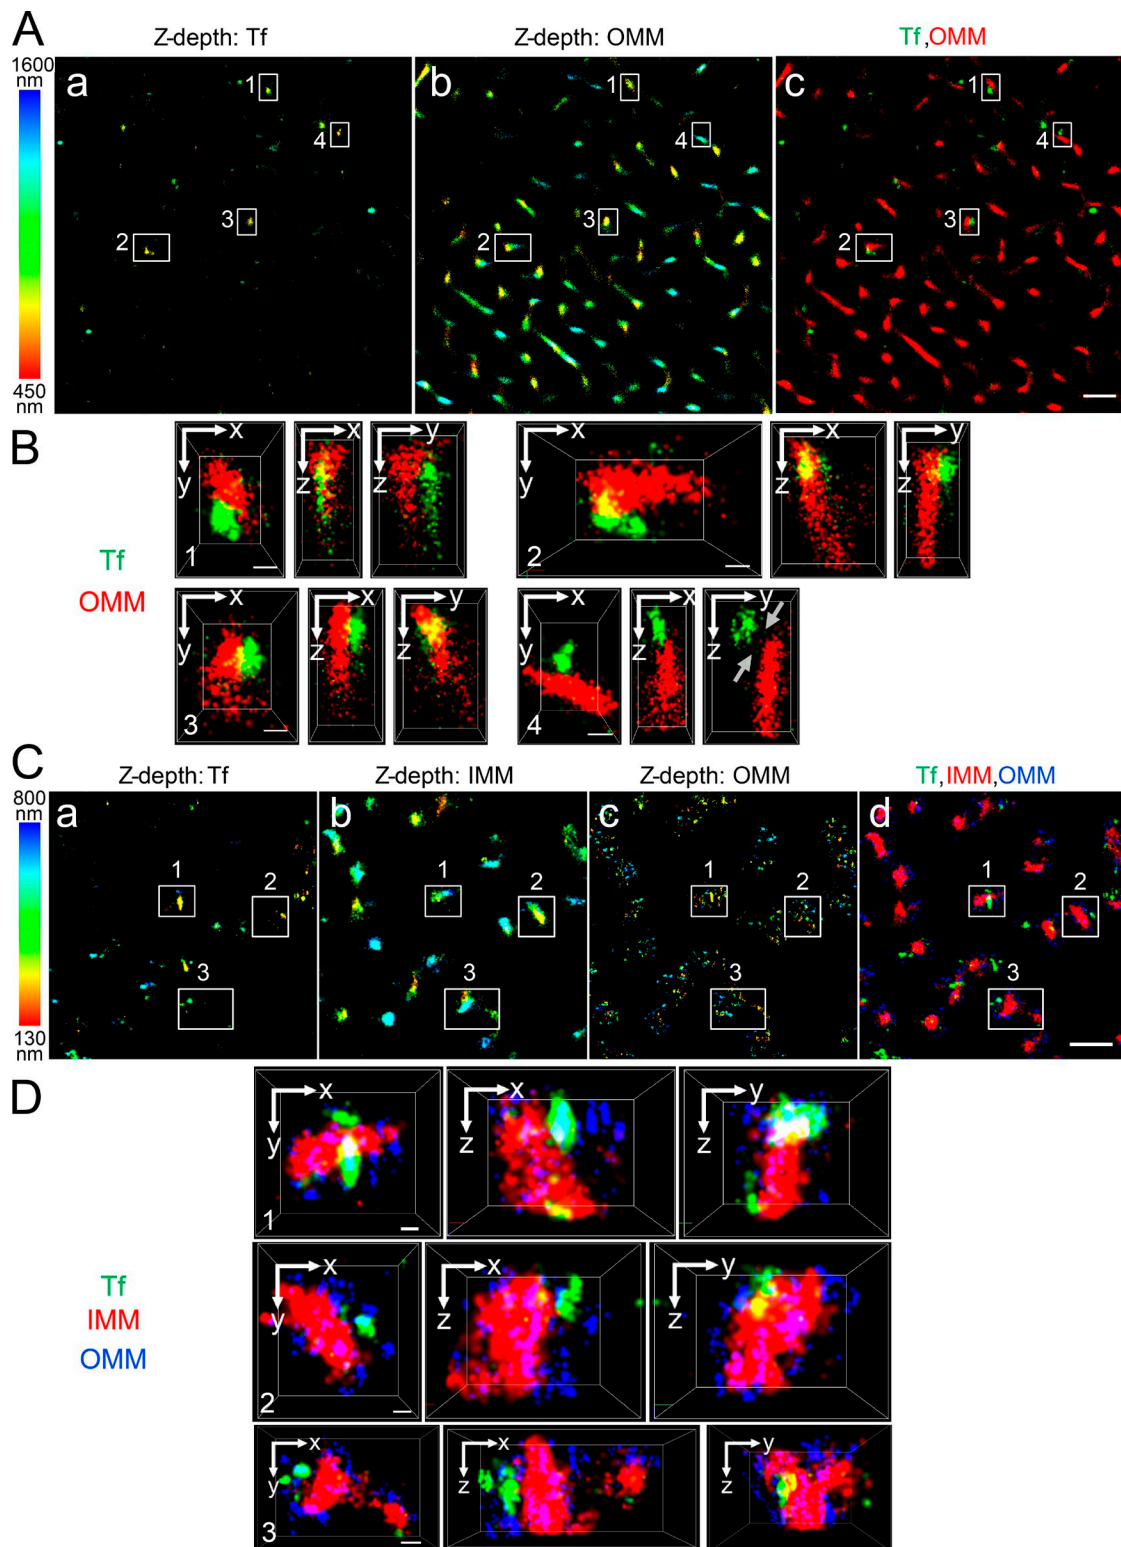 A
Z-depth: Tf
Z-depth: OMM
Tf,OMM
1600
nm
450
nm
a
1
4
3
2
b
1
4
3
2
c
1
4
3
2
B
Tf
OMM
x
y
1
x
z
y
z
x
y
2
x
z
y
z
x
y
3
x
z
y
z
x
y
4
x
z
y
z
C
Z-depth: Tf
Z-depth: IMM
Z-depth: OMM
Tf,IMM,OMM
800
nm
130
nm
a
1
2
3
b
1
2
3
c
1
2
3
d
1
2
3
D
Tf
IMM
OMM
x
y
1
x
z
y
z
x
y
2
x
z
y
z
x
y
3
x
z
y
z